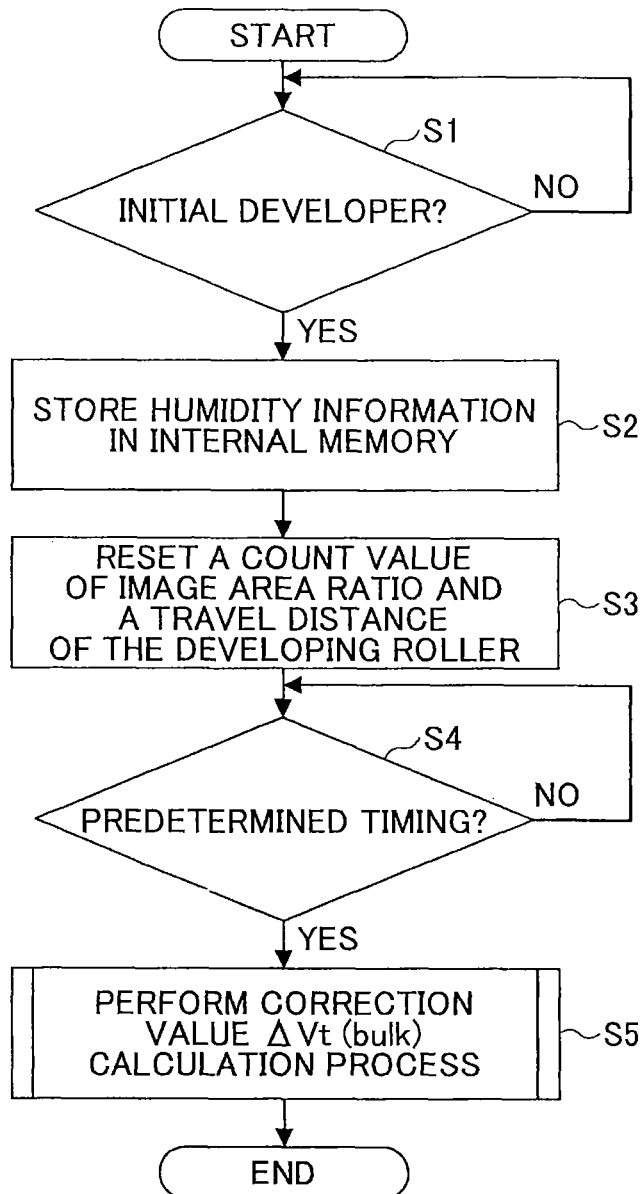 START
S1
INITIAL DEVELOPER?
NO
YES
STORE HUMIDITY INFORMATION
IN INTERNAL MEMORY
S2
RESET A COUNT VALUE
OF IMAGE AREA RATIO AND
A TRAVEL DISTANCE
OF THE DEVELOPING ROLLER
S3
S4
PREDETERMINED TIMING?
NO
YES
PERFORM CORRECTION
VALUE Δ Vt (bulk)
CALCULATION PROCESS
S5
END